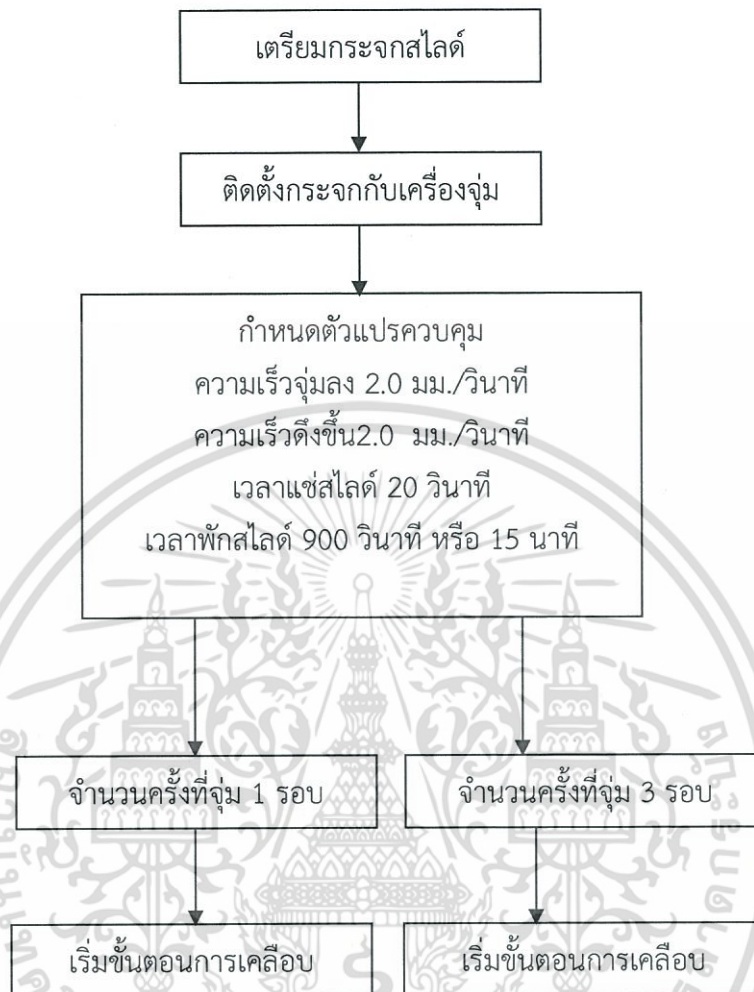 เตรียมกระจกสไลด์
ติดตั้งกระจกกับเครื่องจุ่ม
กำหนดตัวแปรควบคุม
ความเร็วจุ่มลง 2.0 มม./วินาที
ความเร็วดึงขึ้น2.0 มม./วินาที
เวลาแช่สไลด์ 20 วินาที
เวลาพักสไลด์ 900 วินาที หรือ 15 นาที
จำนวนครั้งที่จุ่ม 1 รอบ
จำนวนครั้งที่จุ่ม 3 รอบ
เริ่มขั้นตอนการเคลือบ
เริ่มขั้นตอนการเคลือบ